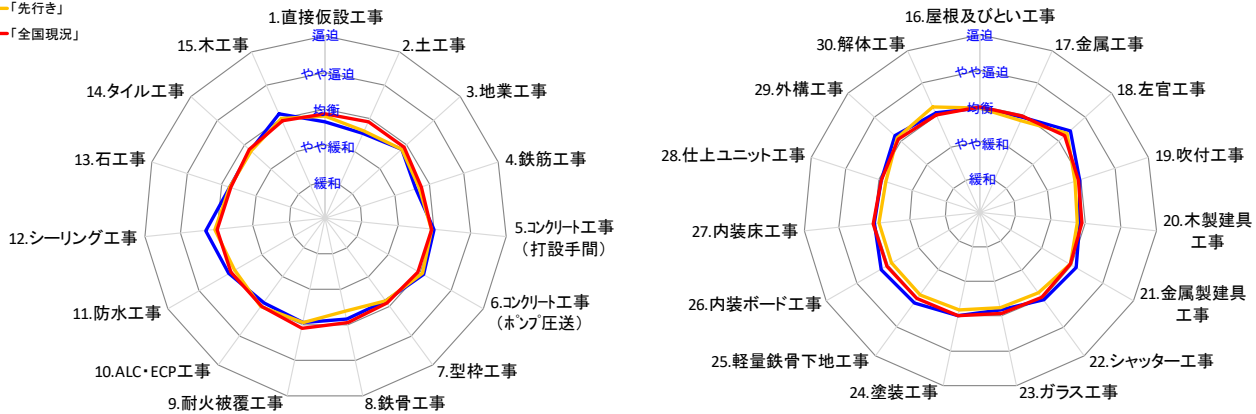 「先行き」
「全国現況」
1.直接仮設工事
2.土工事
3.地業工事
4.鉄筋工事
5.コンクリート工事
（打設手間）
6.コンクリート工事
（ポンプ圧送）
7.型枠工事
8.鉄骨工事
9.耐火被覆工事
10.ALC・ECP工事
11.防水工事
12.シーリング工事
13.石工事
14.タイル工事
15.木工事
逼迫
やや逼迫
均衡
やや緩和
緩和
16.屋根及びとい工事
17.金属工事
18.左官工事
19.吹付工事
20.木製建具
工事
21.金属製建具
工事
22.シャッター工事
23.ガラス工事
24.塗装工事
25.軽量鉄骨下地工事
26.内装ボード工事
27.内装床工事
28.仕上ユニット工事
29.外構工事
30.解体工事
逼迫
やや逼迫
均衡
やや緩和
緩和